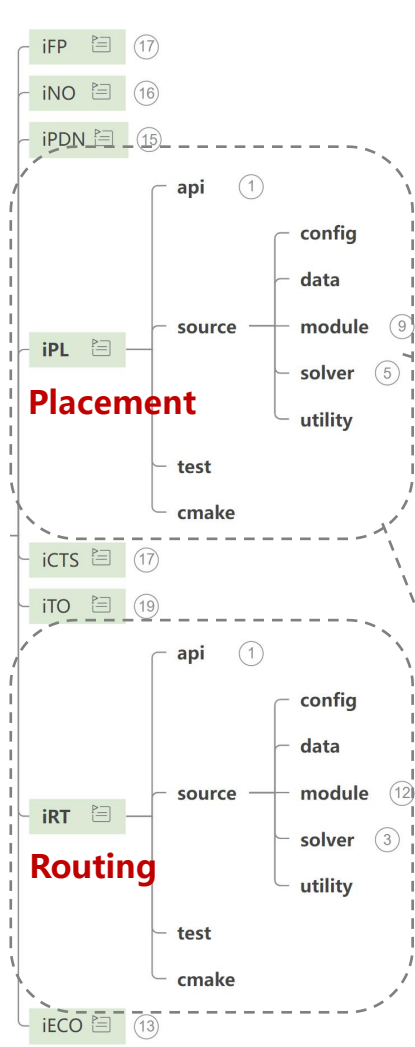 iFP 17
iNO 16
iPDN 15
api 1
config
data
iPL source module 9
solver 5
Placement
utility
test
cmake
iCTS 17
iTO 19
api 1
config
data
source module 12
iRT
solver 3
Routing
utility
test
cmake
iECO 13